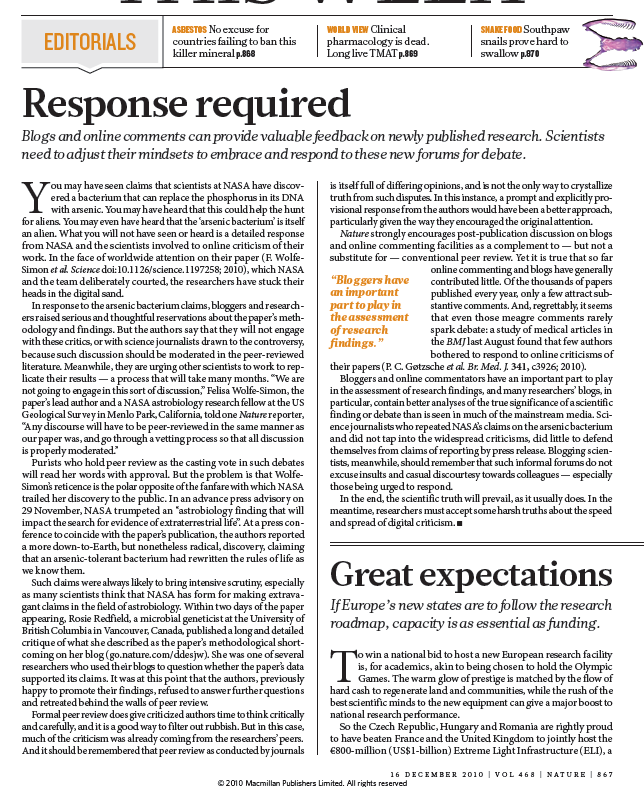 EDITORIALS
ASBESTOS No excuse for
countries failing to ban this
killer mineral p.868
WORLD VIEW Clinical
pharmacology is dead.
Long live TMAT p.869
SNAKE FOOD Southpaw
snails prove hard to
swallow p.870
Response required
Blogs and online comments can provide valuable feedback on newly published research. Scientists
need to adjust their mindsets to embrace and respond to these new forums for debate.
You may have seen claims that scientists at NASA have discov-
ered a bacterium that can replace the phosphorus in its DNA
with arsenic. You may have heard that this could help the hunt
for aliens. You may even have heard that the 'arsenic bacterium' is itself
an alien. What you will not have seen or heard is a detailed response
from NASA and the scientists involved to online criticism of their
work. In the face of worldwide attention on their paper (F. Wolfe-
Simon et al. Science doi:10.1126/science.1197258; 2010), which NASA
and the team deliberately courted, the researchers have stuck their
heads in the digital sand.
In response to the arsenic bacterium claims, bloggers and research-
ers raised serious and thoughtful reservations about the paper's meth-
odology and findings. But the authors say that they will not engage
with these critics, or with science journalists drawn to the controversy,
because such discussion should be moderated in the peer-reviewed
literature. Meanwhile, they are urging other scientists to work to rep-
licate their results — a process that will take many months. "We are
not going to engage in this sort of discussion," Felisa Wolfe-Simon, the
paper's lead author and a NASA astrobiology research fellow at the US
Geological Survey in Menlo Park, California, told one Nature reporter,
"Any discourse will have to be peer-reviewed in the same manner as
our paper was, and go through a vetting process so that all discussion
is properly moderated."
Purists who hold peer review as the casting vote in such debates
will read her words with approval. But the problem is that Wolfe-
Simon's reticence is the polar opposite of the fanfare with which NASA
trailed her discovery to the public. In an advance press advisory on
29 November, NASA trumpeted an "astrobiology finding that will
impact the search for evidence of extraterrestrial life". At a press con-
ference to coincide with the paper's publication, the authors reported
a more down-to-Earth, but nonetheless radical, discovery, claiming
that an arsenic-tolerant bacterium had rewritten the rules of life as
we know them.
Such claims were always likely to bring intensive scrutiny, especially
as many scientists think that NASA has form for making extrava-
gant claims in the field of astrobiology. Within two days of the paper
appearing, Rosie Redfield, a microbial geneticist at the University of
British Columbia in Vancouver, Canada, published a long and detailed
critique of what she described as the paper's methodological short-
coming on her blog (go.nature.com/ddesjw). She was one of several
researchers who used their blogs to question whether the paper's data
supported its claims. It was at this point that the authors, previously
happy to promote their findings, refused to answer further questions
and retreated behind the walls of peer review.
Formal peer review does give criticized authors time to think critically
and carefully, and it is a good way to filter out rubbish. But in this case,
much of the criticism was already coming from the researchers' peers.
And it should be remembered that peer review as conducted by journals
is itself full of differing opinions, and is not the only way to crystallize
truth from such disputes. In this instance, a prompt and explicitly pro-
visional response from the authors would have been a better approach,
particularly given the way they encouraged the original attention.
Nature strongly encourages post-publication discussion on blogs
and online commenting facilities as a complement to — but not a
substitute for — conventional peer review. Yet it is true that so far
online commenting and blogs have generally
contributed little. Of the thousands of papers
published every year, only a few attract sub-
stantive comments. And, regrettably, it seems
that even those meagre comments rarely
spark debate: a study of medical articles in
the BMJ last August found that few authors
bothered to respond to online criticisms of
their papers (P. C. Gøtzsche et al. Br. Med. J. 341, c3926; 2010).
"Bloggers have
an important
part to play in
the assessment
of research
findings."
Bloggers and online commentators have an important part to play
in the assessment of research findings, and many researchers' blogs, in
particular, contain better analyses of the true significance of a scientific
finding or debate than is seen in much of the mainstream media. Sci-
ence journalists who repeated NASA's claims on the arsenic bacterium
and did not tap into the widespread criticisms, did little to defend
themselves from claims of reporting by press release. Blogging scien-
tists, meanwhile, should remember that such informal forums do not
excuse insults and casual discourtesy towards colleagues — especially
those being urged to respond.
In the end, the scientific truth will prevail, as it usually does. In the
meantime, researchers must accept some harsh truths about the speed
and spread of digital criticism. ■
Great expectations
If Europe's new states are to follow the research
roadmap, capacity is as essential as funding.
To win a national bid to host a new European research facility
is, for academics, akin to being chosen to hold the Olympic
Games. The warm glow of prestige is matched by the flow of
hard cash to regenerate land and communities, while the rush of the
best scientific minds to the new equipment can give a major boost to
national research performance.
So the Czech Republic, Hungary and Romania are rightly proud
to have beaten France and the United Kingdom to jointly host the
€800-million (US$1-billion) Extreme Light Infrastructure (ELI), a
16 DECEMBER 2010 | VOL 468 | NATURE | 867
© 2010 Macmillan Publishers Limited. All rights reserved